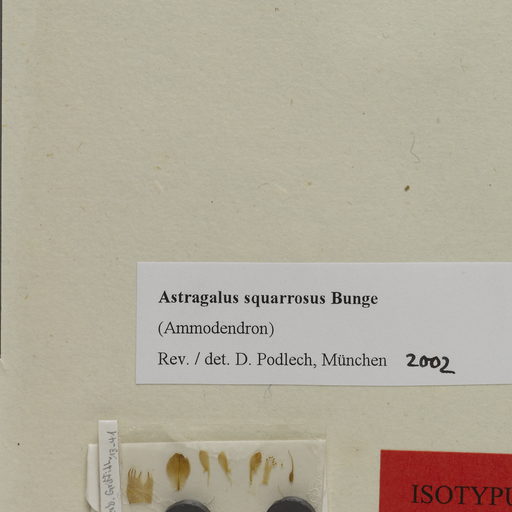 Astragalus squarrosus Bunge
(Ammodendron)
Rev. / det. D. Podlech, München 2002
ISOTYPU